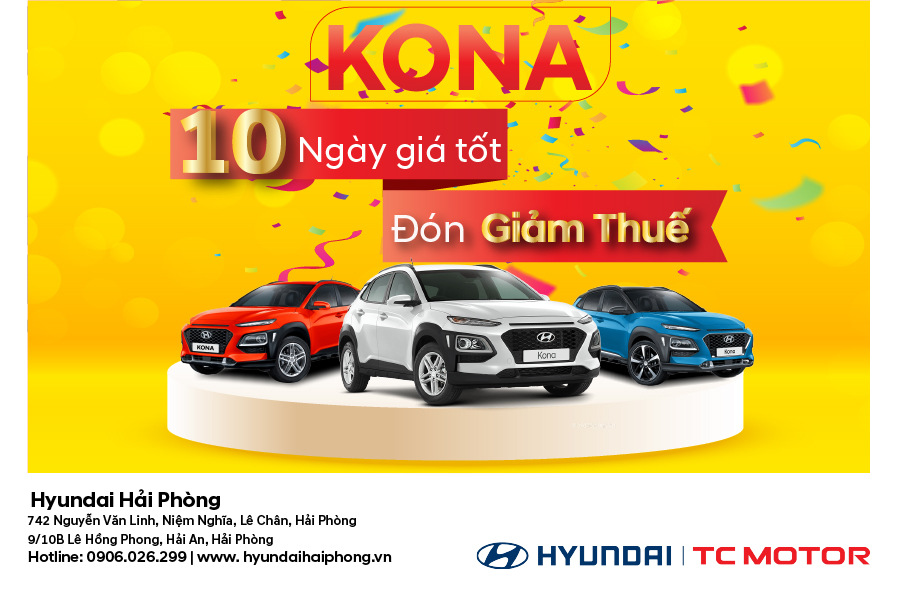 KONA
10 Ngày giá tốt
Đón Giảm Thuế
KONA
Kona
Kona
Hyundai Hải Phòng
742 Nguyễn Văn Linh, Niệm Nghĩa, Lê Chân, Hải Phòng
9/10B Lê Hồng Phong, Hải An, Hải Phòng
Hotline: 0906.026.299 | www. hyundaihaiphong.vn
HYUNDAI | TC MOTOR